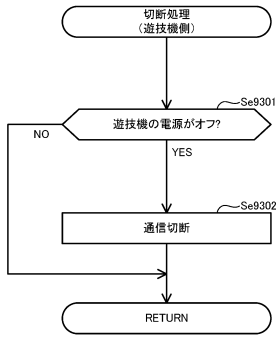 切断処理
(遊技機側)
Se9301
遊技機の電源がオフ?
NO
YES
Se9302
通信切断
RETURN